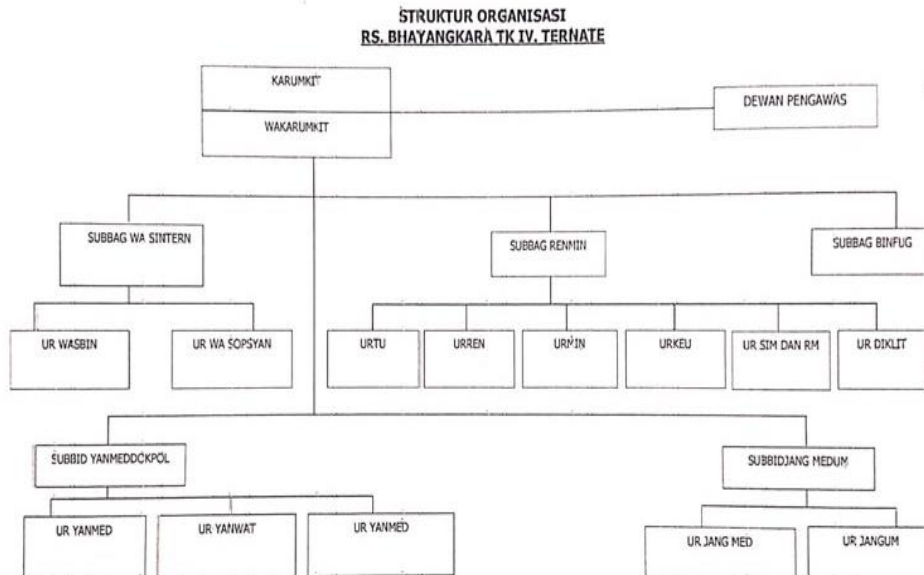 STRUKTUR ORGANISASI
RS. BHAYANGKARA TK IV. TERNATE
KARUMKIT
DEWAN PENGAWAS
WAKARUMKIT
SUBBAG WA SINTERN
SUBBAG RENMIN
SUBBAG BINFUG
UR WASBIN
UR WA SOPSYAN
URTU
URREN
URMIN
URKEU
UR SIM DAN RM
UR DIKLIT
SUBBID YANMEDDOKPOL
SUBBIDJANG MEDUM
UR YANMED
UR YANWAT
UR YANMED
UR JANG MED
UR JANGUM